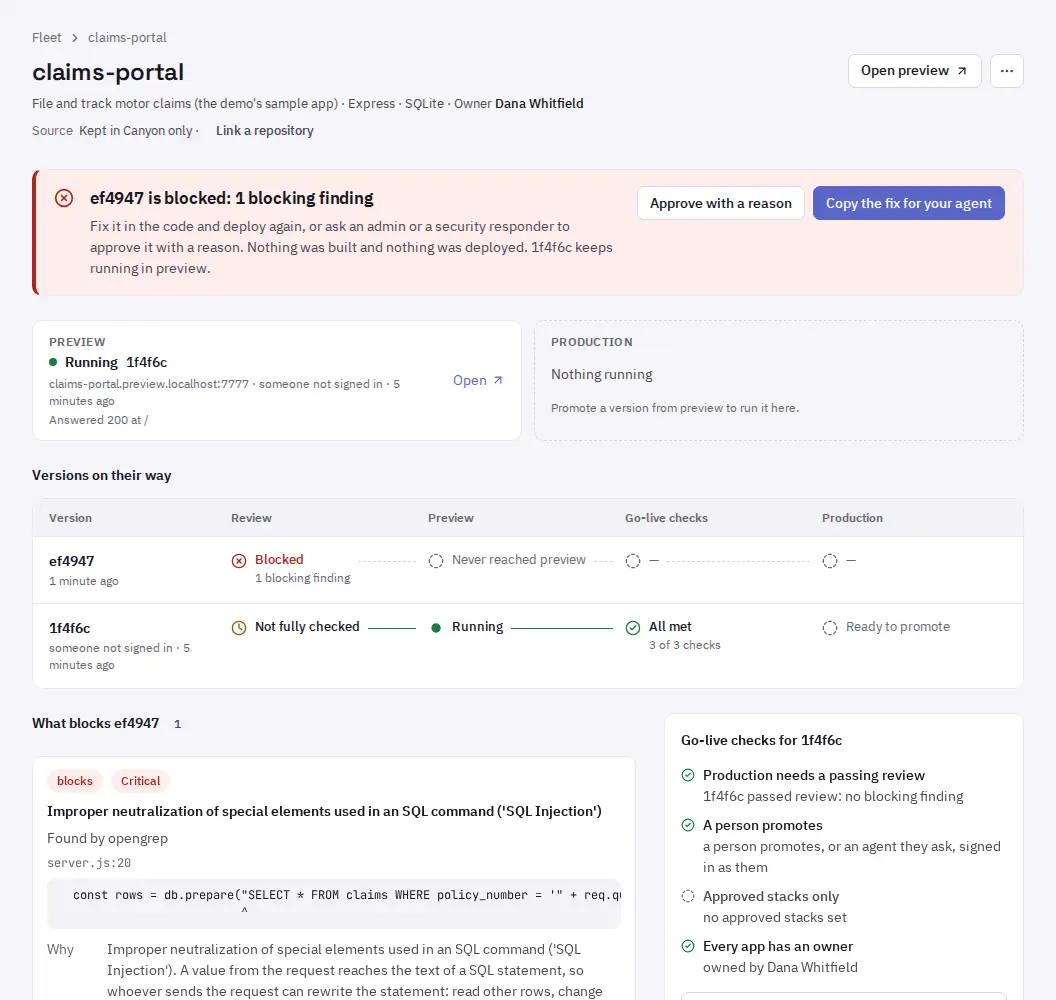 Fleet > claims-portal
claims-portal
Open preview ↗
···
File and track motor claims (the demo's sample app) · Express · SQLite · Owner Dana Whitfield
Source Kept in Canyon only · Link a repository
ef4947 is blocked: 1 blocking finding
Approve with a reason
Copy the fix for your agent
Fix it in the code and deploy again, or ask an admin or a security responder to
approve it with a reason. Nothing was built and nothing was deployed. 1f4f6c keeps
running in preview.
PREVIEW
Running 1f4f6c
claims-portal.preview.localhost:7777 · someone not signed in · 5
minutes ago
Answered 200 at /
Open ↗
PRODUCTION
Nothing running
Promote a version from preview to run it here.
Versions on their way
Version Review Preview Go-live checks Production
ef4947 Blocked Never reached preview — —
1 minute ago 1 blocking finding
1f4f6c Not fully checked Running All met Ready to promote
someone not signed in · 5 3 of 3 checks
minutes ago
What blocks ef4947 1
blocks Critical
Improper neutralization of special elements used in an SQL command ('SQL Injection')
Found by opengrep
server.js:20
const rows = db.prepare("SELECT * FROM claims WHERE policy_number = '" + req.q
^
Why Improper neutralization of special elements used in an SQL command ('SQL
Injection'). A value from the request reaches the text of a SQL statement, so
whoever sends the request can rewrite the statement: read other rows, change
Go-live checks for 1f4f6c
Production needs a passing review
1f4f6c passed review: no blocking finding
A person promotes
a person promotes, or an agent they ask, signed
in as them
Approved stacks only
no approved stacks set
Every app has an owner
owned by Dana Whitfield